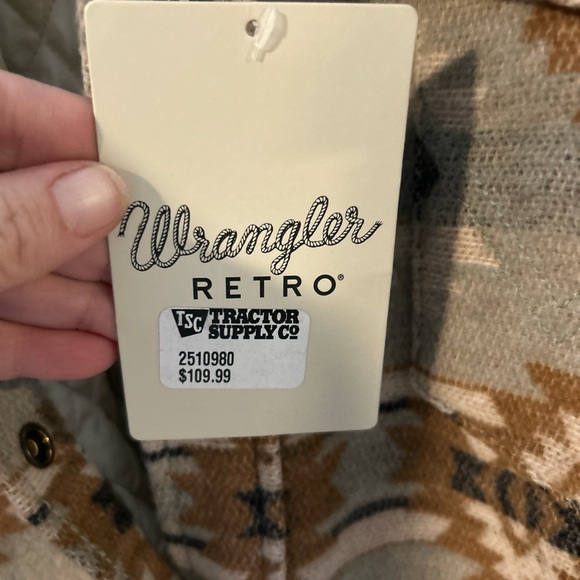 Wrangler
RETRO®
TSC TRACTOR
SUPPLY CO
2510980
$109.99